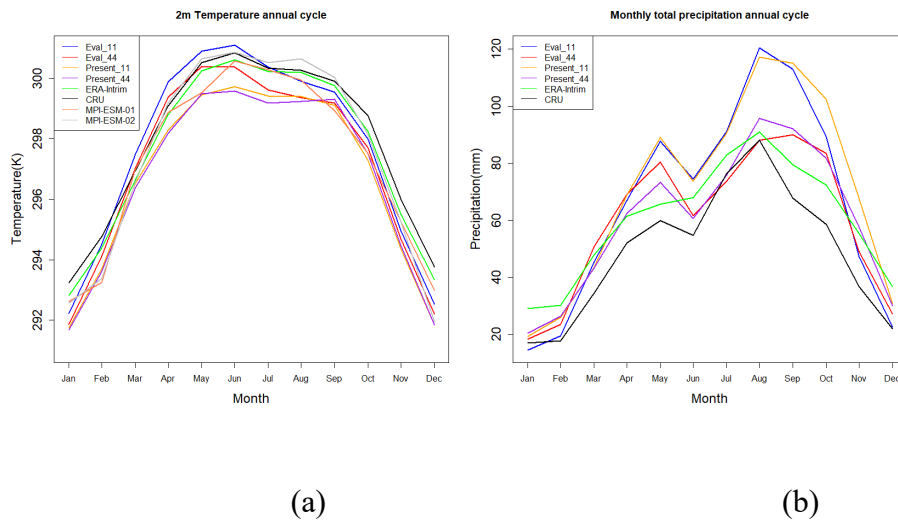 2m Temperature annual cycle
Eval_11
Eval_44
Present_11
Present_44
ERA-Intrim
CRU
MPI-ESM-01
MPI-ESM-02
Temperature(K)
300
298
296
294
292
Jan Feb Mar Apr May Jun Jul Aug Sep Oct Nov Dec
Month
(a)
Monthly total precipitation annual cycle
Eval_11
Eval_44
Present_11
Present_44
ERA-Intrim
CRU
Precipitation(mm)
120
100
80
60
40
20
Jan Feb Mar Apr May Jun Jul Aug Sep Oct Nov Dec
Month
(b)